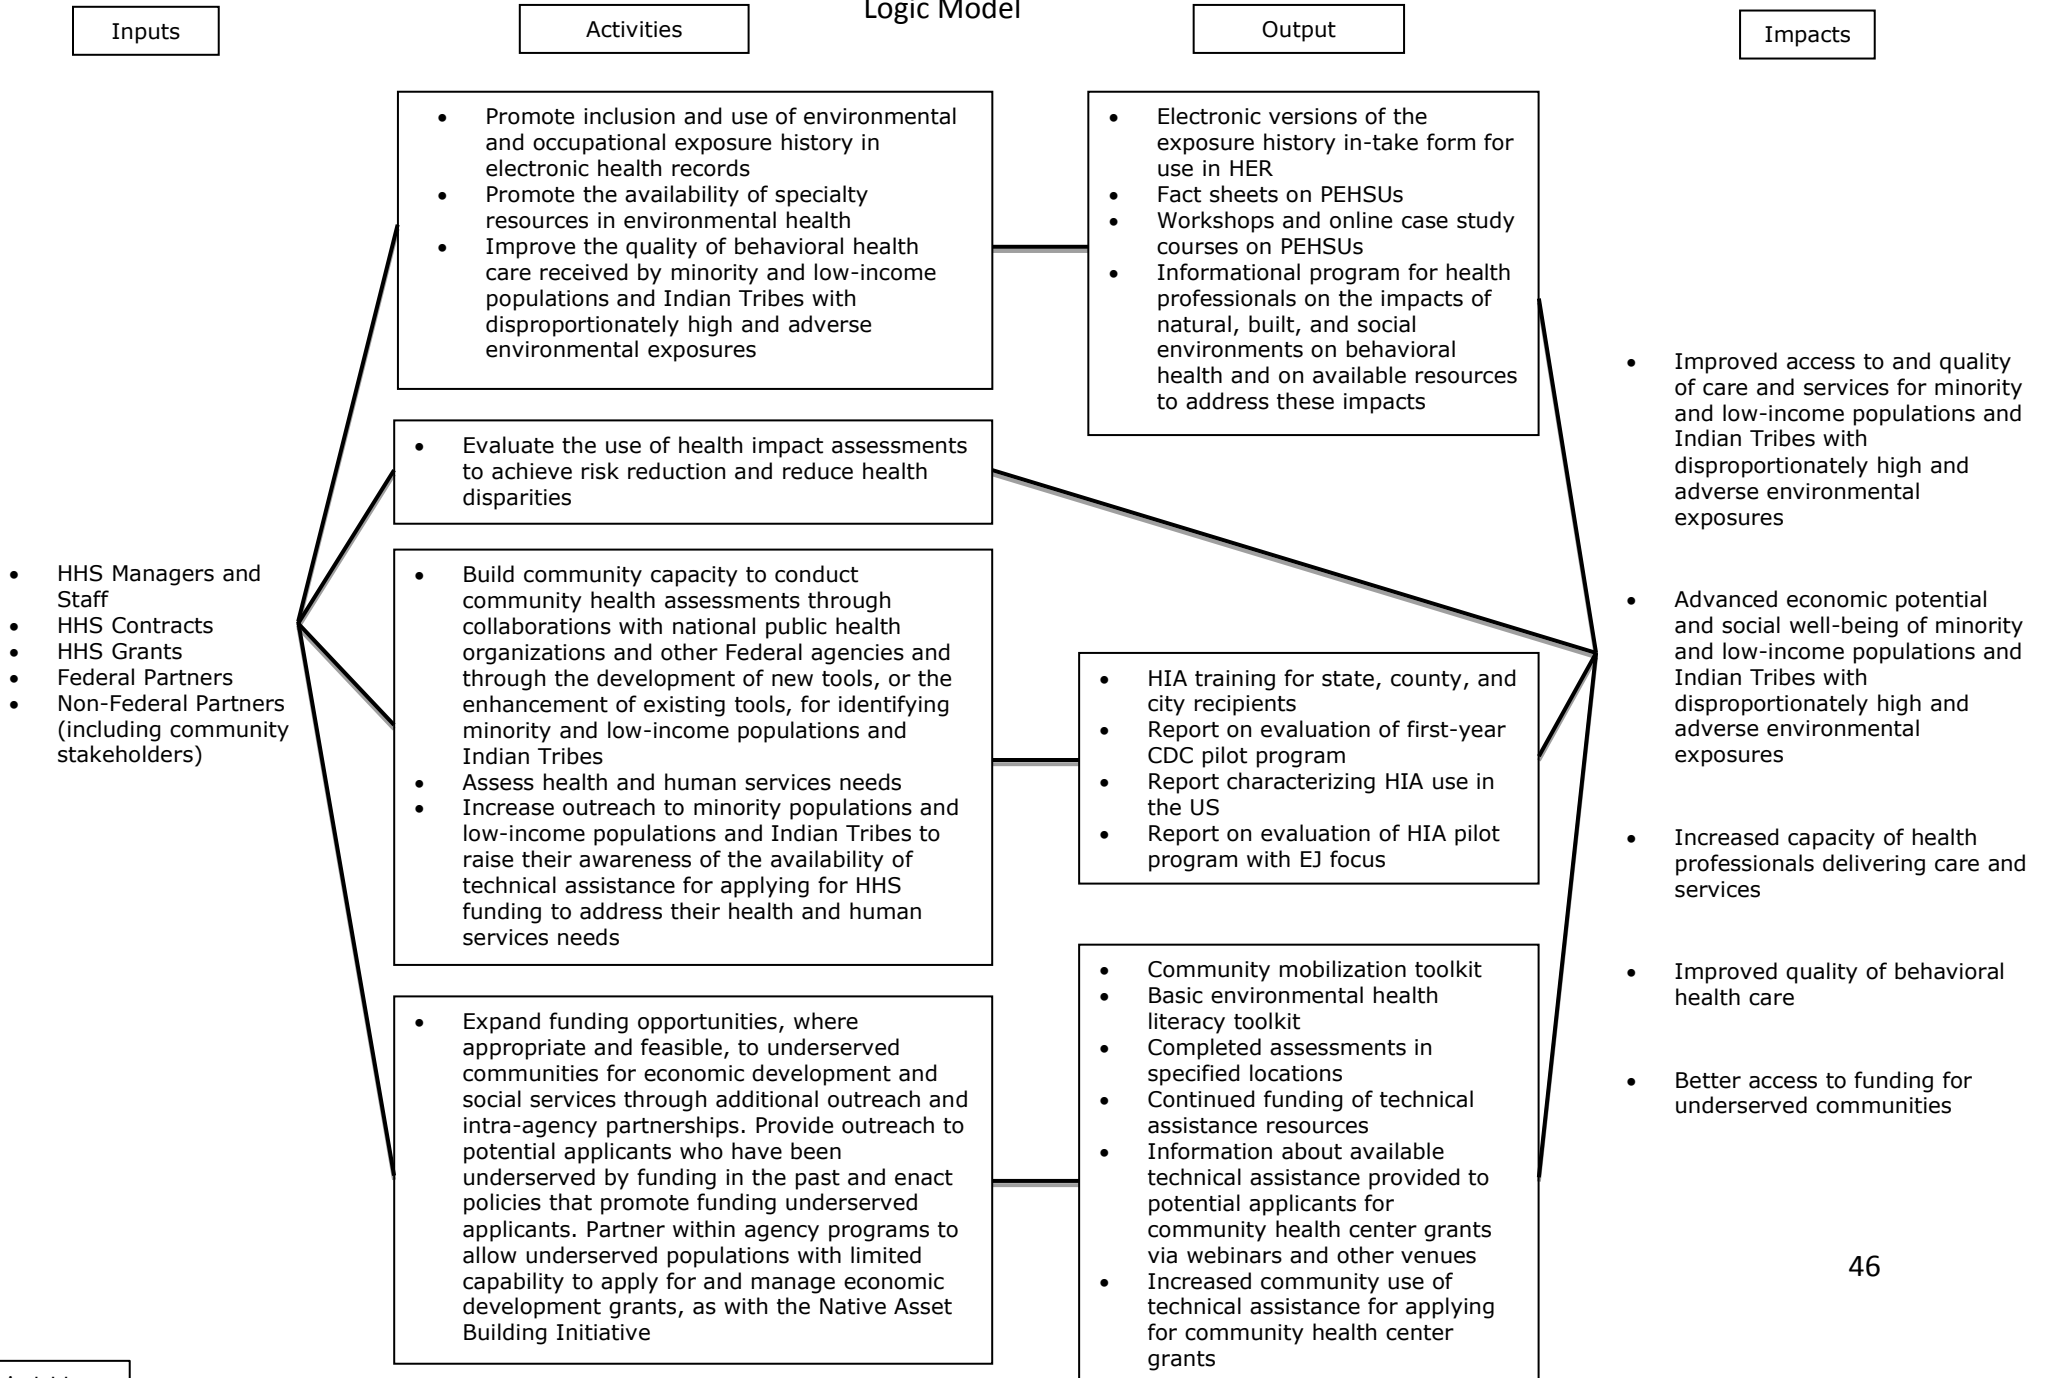 Logic Model
Inputs
Activities
Output
Impacts
• HHS Managers and
Staff
• HHS Contracts
• HHS Grants
• Federal Partners
• Non-Federal Partners
(including community
stakeholders)
• Promote inclusion and use of environmental
and occupational exposure history in
electronic health records
• Promote the availability of specialty
resources in environmental health
• Improve the quality of behavioral health
care received by minority and low-income
populations and Indian Tribes with
disproportionately high and adverse
environmental exposures
• Evaluate the use of health impact assessments
to achieve risk reduction and reduce health
disparities
• Build community capacity to conduct
community health assessments through
collaborations with national public health
organizations and other Federal agencies and
through the development of new tools, or the
enhancement of existing tools, for identifying
minority and low-income populations and
Indian Tribes
• Assess health and human services needs
• Increase outreach to minority populations and
low-income populations and Indian Tribes to
raise their awareness of the availability of
technical assistance for applying for HHS
funding to address their health and human
services needs
• Expand funding opportunities, where
appropriate and feasible, to underserved
communities for economic development and
social services through additional outreach and
intra-agency partnerships. Provide outreach to
potential applicants who have been
underserved by funding in the past and enact
policies that promote funding underserved
applicants. Partner within agency programs to
allow underserved populations with limited
capability to apply for and manage economic
development grants, as with the Native Asset
Building Initiative
• Electronic versions of the
exposure history in-take form for
use in HER
• Fact sheets on PEHSUs
• Workshops and online case study
courses on PEHSUs
• Informational program for health
professionals on the impacts of
natural, built, and social
environments on behavioral
health and on available resources
to address these impacts
• HIA training for state, county, and
city recipients
• Report on evaluation of first-year
CDC pilot program
• Report characterizing HIA use in
the US
• Report on evaluation of HIA pilot
program with EJ focus
• Community mobilization toolkit
• Basic environmental health
literacy toolkit
• Completed assessments in
specified locations
• Continued funding of technical
assistance resources
• Information about available
technical assistance provided to
potential applicants for
community health center grants
via webinars and other venues
• Increased community use of
technical assistance for applying
for community health center
grants
• Improved access to and quality
of care and services for minority
and low-income populations and
Indian Tribes with
disproportionately high and
adverse environmental
exposures
• Advanced economic potential
and social well-being of minority
and low-income populations and
Indian Tribes with
disproportionately high and
adverse environmental
exposures
• Increased capacity of health
professionals delivering care and
services
• Improved quality of behavioral
health care
• Better access to funding for
underserved communities
46